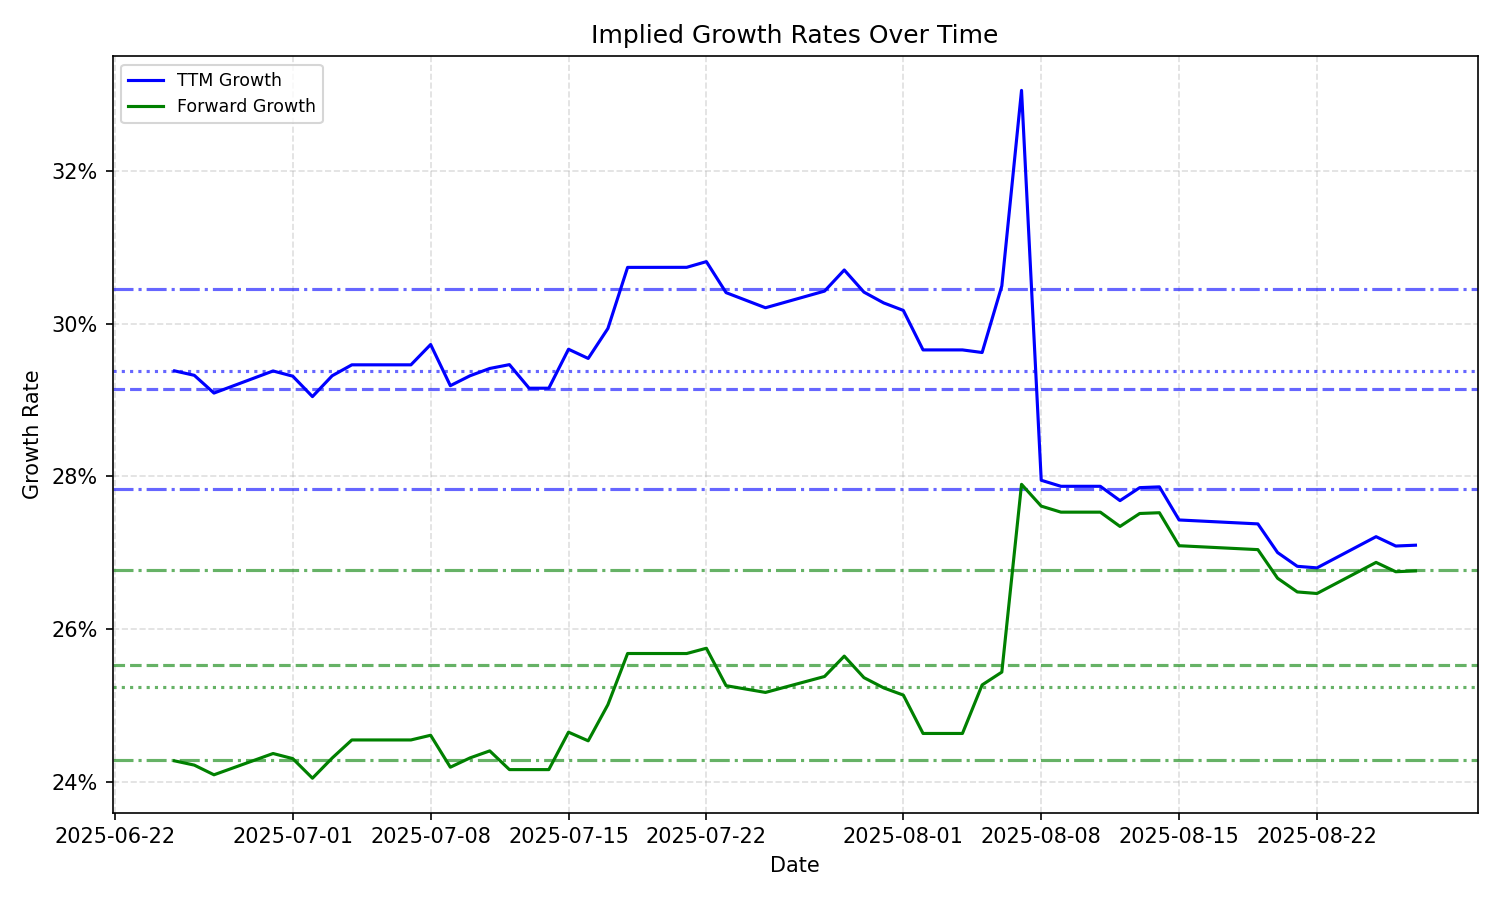 Implied Growth Rates Over Time
TTM Growth
Forward Growth
32%
30%
28%
26%
24%
Growth Rate
2025-06-22
2025-07-01
2025-07-08
2025-07-15
2025-07-22
2025-08-01
2025-08-08
2025-08-15
2025-08-22
Date